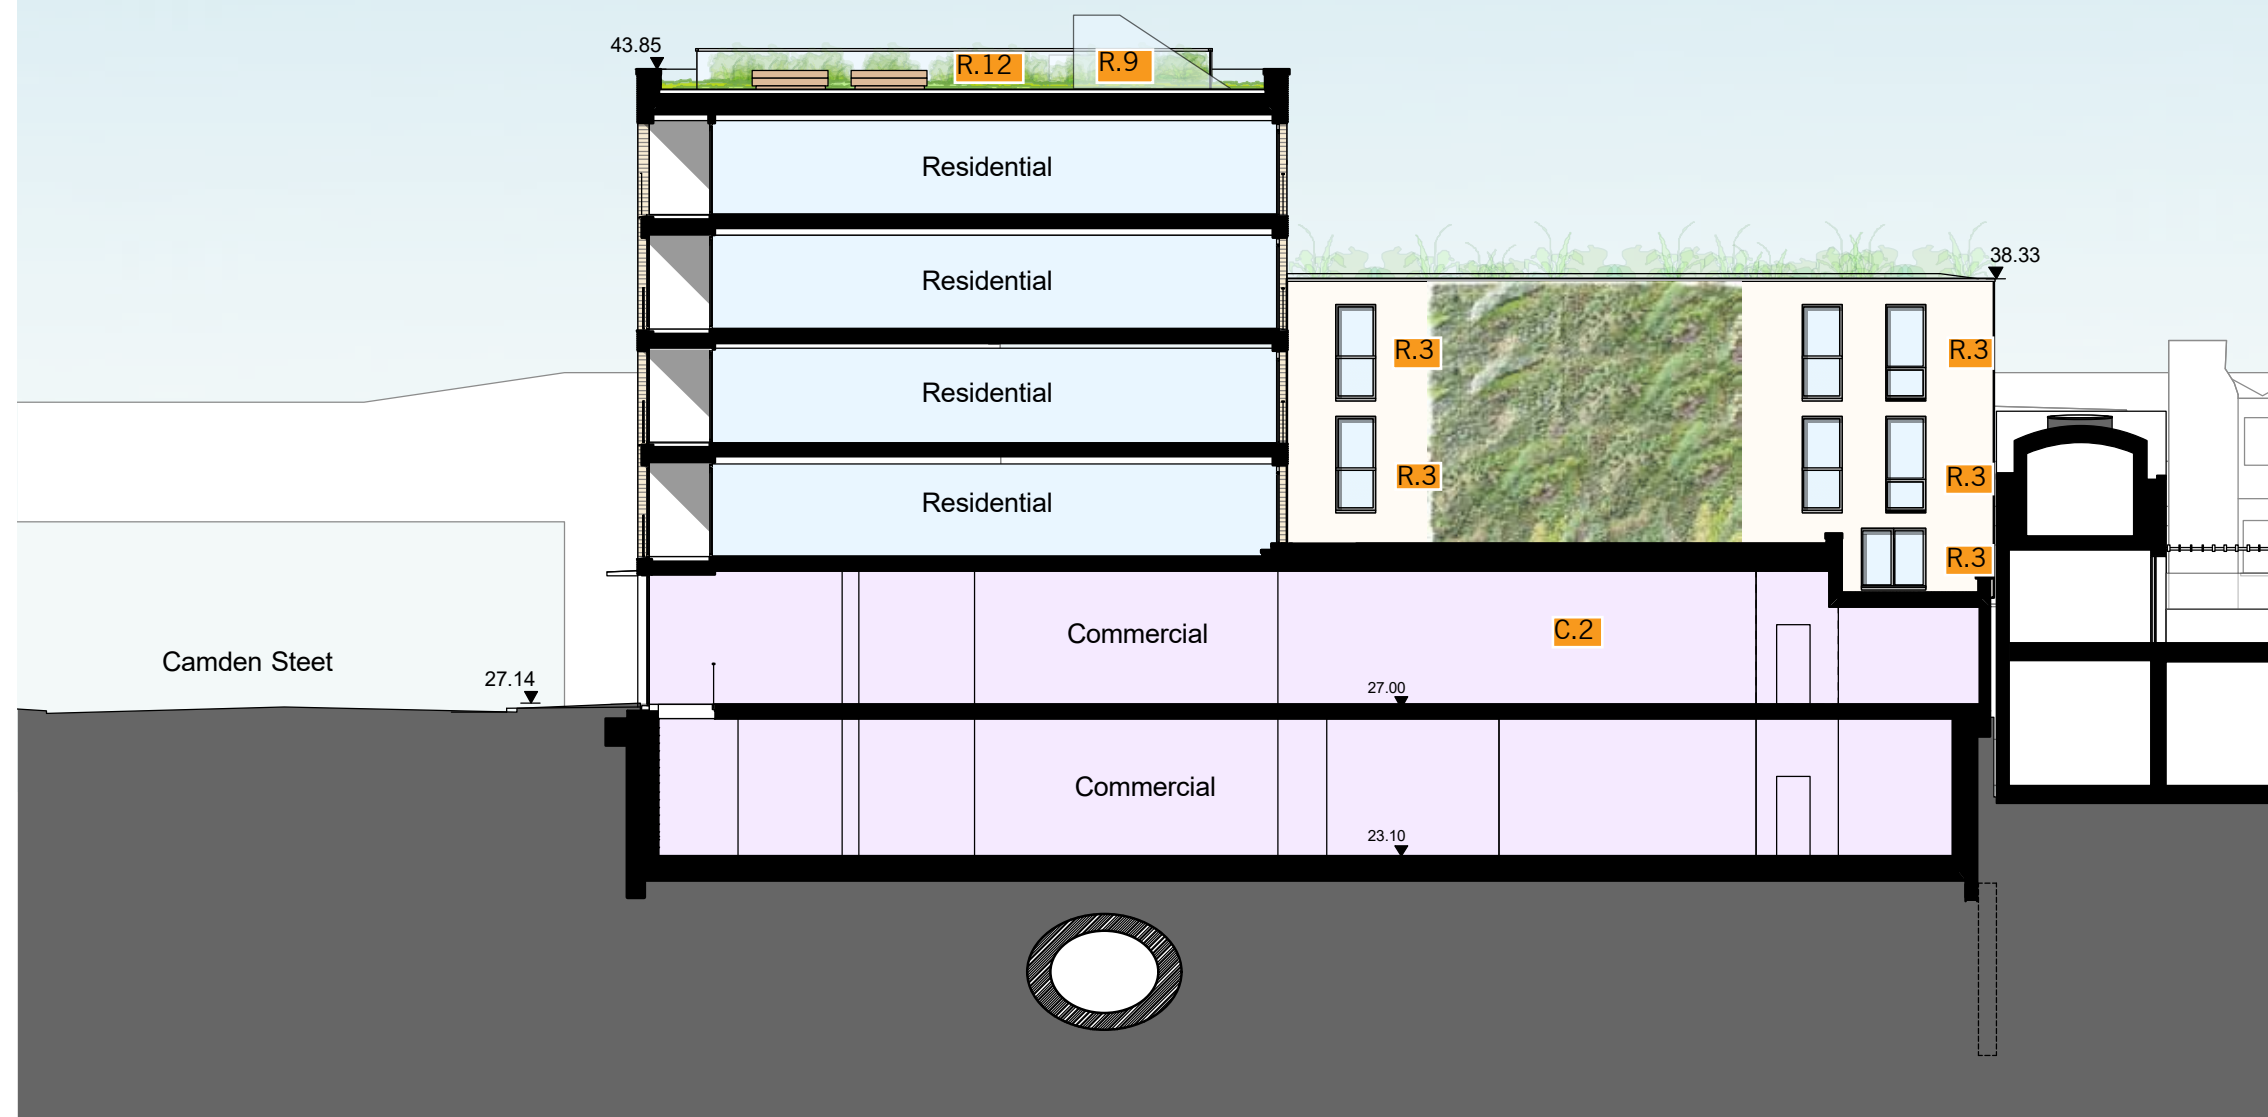 43.85
R.12
R.9
Residential
Residential
38.33
R.3
R.3
Residential
R.3
R.3
Residential
R.3
Commercial
C.2
Camden Steet
27.14
27.00
Commercial
23.10